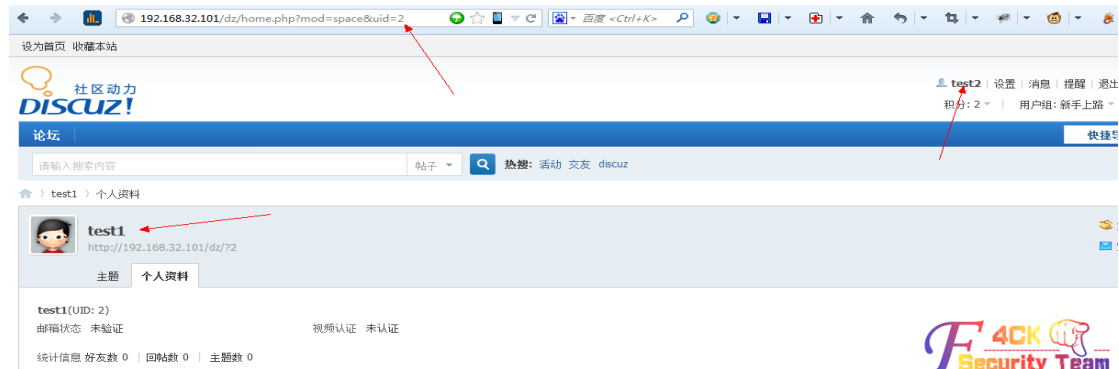 192.168.32.101/dz/home.php?mod=space&uid=2 百度 <Ctrl+K>
设为首页 收藏本站
社区动力
DISCUZ!
test2 设置 消息 提醒 退出
积分: 2 用户组: 新手上路
论坛 快捷导
请输入搜索内容 帖子 热搜: 活动 交友 discuz
test1 〉 个人资料
test1
http://192.168.32.101/dz/?2
主题 个人资料
test1(UID: 2)
邮箱状态 未验证 视频认证 未认证
统计信息 好友数 0 | 回帖数 0 | 主题数 0
F4CK
Security Team